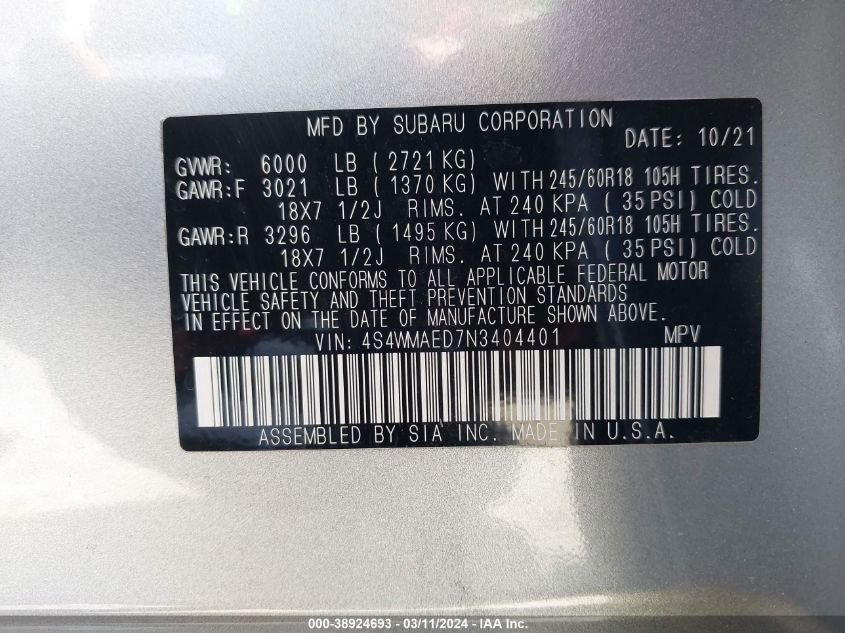 MFD BY SUBARU CORPORATION
DATE: 10/21
GVWR: 6000 LB (2721 KG)
GAWR:F 3021 LB (1370 KG) WITH 245/60R18 105H TIRES.
18X7 1/2J RIMS. AT 240 KPA (35 PSI) COLD
GAWR:R 3296 LB (1495 KG) WITH 245/60R18 105H TIRES.
18X7 1/2J RIMS. AT 240 KPA (35 PSI) COLD
THIS VEHICLE CONFORMS TO ALL APPLICABLE FEDERAL MOTOR
VEHICLE SAFETY AND THEFT PREVENTION STANDARDS
IN EFFECT ON THE DATE OF MANUFACTURE SHOWN ABOVE.
VIN: 4S4WMAED7N3404401 MPV
ASSEMBLED BY SIA INC. MADE IN U.S.A.
000-38924693 - 03/11/2024 - IAA Inc.